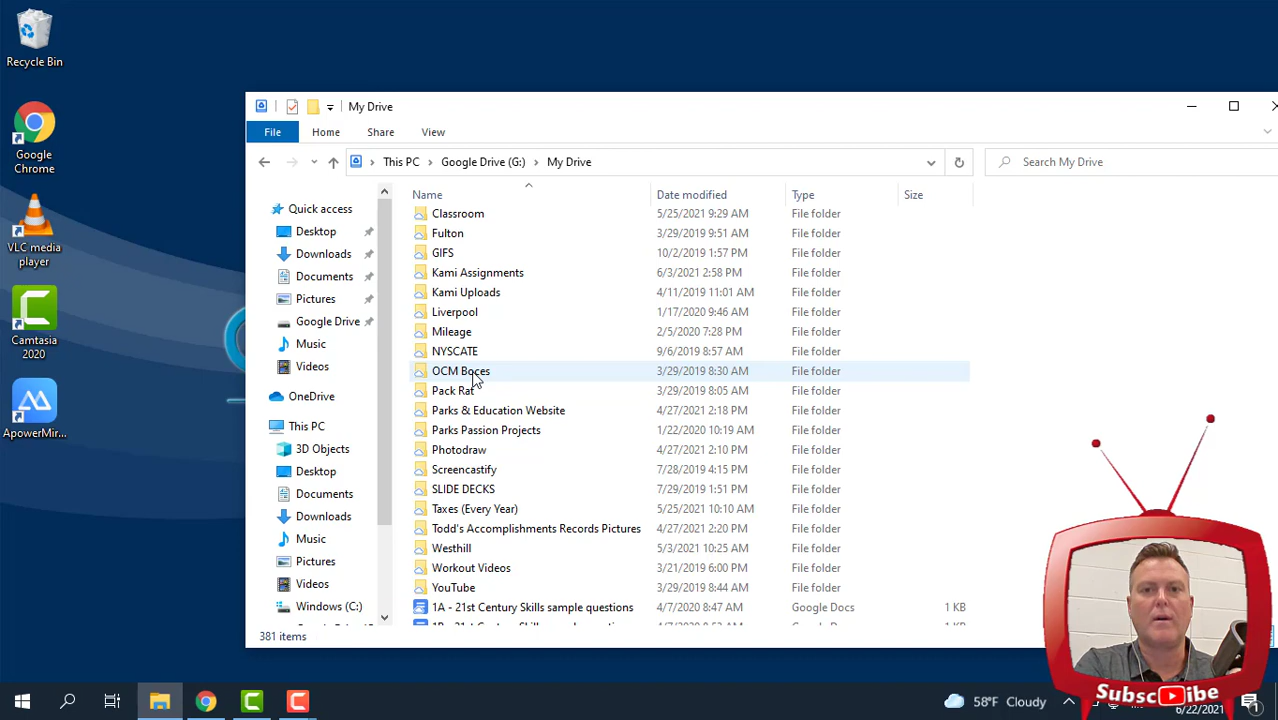 Recycle Bin
Google
Chrome
VLC media
player
Camtasia
2020
ApowerMir...
My Drive
File Home Share View
This PC > Google Drive (G:) > My Drive
Search My Drive
Name Date modified Type Size
Quick access
Desktop
Downloads
Documents
Pictures
Google Drive
Music
Videos
OneDrive
This PC
3D Objects
Desktop
Documents
Downloads
Music
Pictures
Videos
Windows (C:)
Classroom 5/25/2021 9:29 AM File folder
Fulton 3/29/2019 9:51 AM File folder
GIFS 10/2/2019 1:57 PM File folder
Kami Assignments 6/3/2021 2:58 PM File folder
Kami Uploads 4/11/2019 11:01 AM File folder
Liverpool 1/17/2020 9:46 AM File folder
Mileage 2/5/2020 7:28 PM File folder
NYSCATE 9/6/2019 8:57 AM File folder
OCM Boces 3/29/2019 8:30 AM File folder
Pack Rat 3/29/2019 8:05 AM File folder
Parks & Education Website 4/27/2021 2:18 PM File folder
Parks Passion Projects 1/22/2020 10:19 AM File folder
Photodraw 4/27/2021 2:10 PM File folder
Screencastify 7/28/2019 4:15 PM File folder
SLIDE DECKS 7/29/2019 1:51 PM File folder
Taxes (Every Year) 5/25/2021 10:10 AM File folder
Todd's Accomplishments Records Pictures 4/27/2021 2:20 PM File folder
Westhill 5/3/2021 10:25 AM File folder
Workout Videos 3/21/2019 6:00 PM File folder
YouTube 3/29/2019 8:44 AM File folder
1A - 21st Century Skills sample questions 4/7/2020 8:47 AM Google Docs 1 KB
381 items
Subscribe
58°F Cloudy
6/22/2021
1